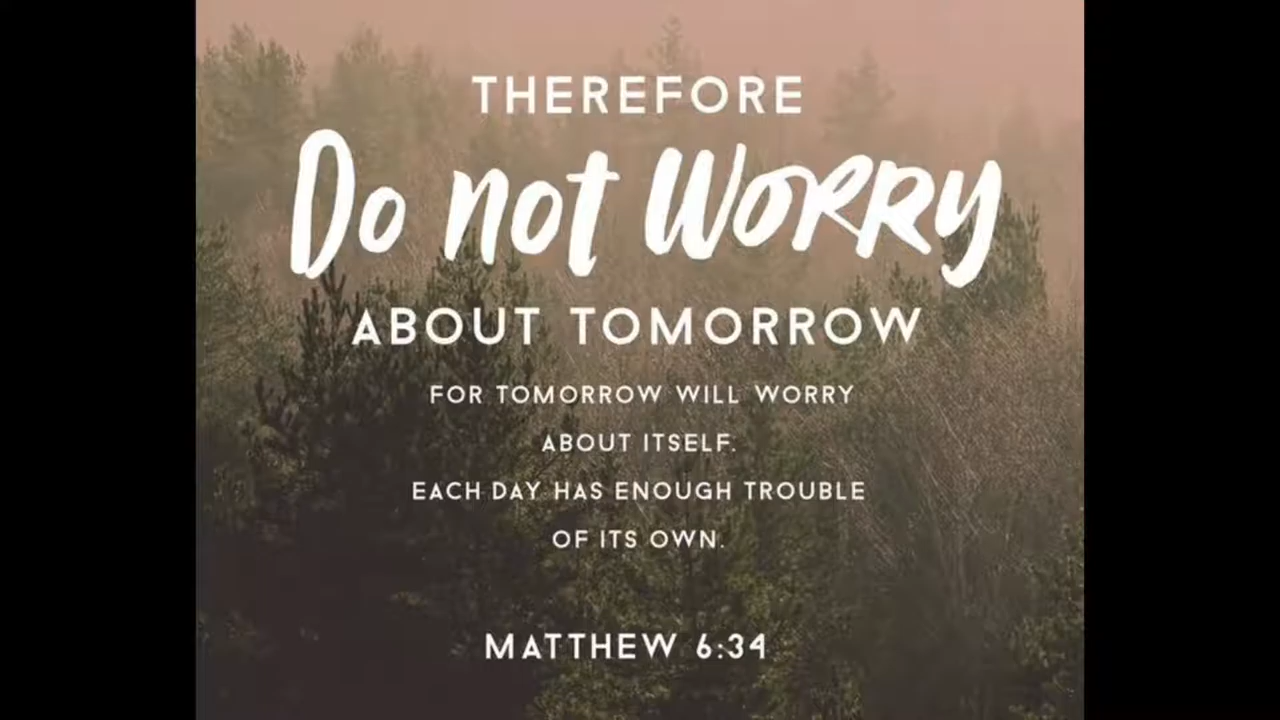 THEREFORE
Do not WORRY
ABOUT TOMORROW
FOR TOMORROW WILL WORRY
ABOUT ITSELF.
EACH DAY HAS ENOUGH TROUBLE
OF ITS OWN.
MATTHEW 6:34